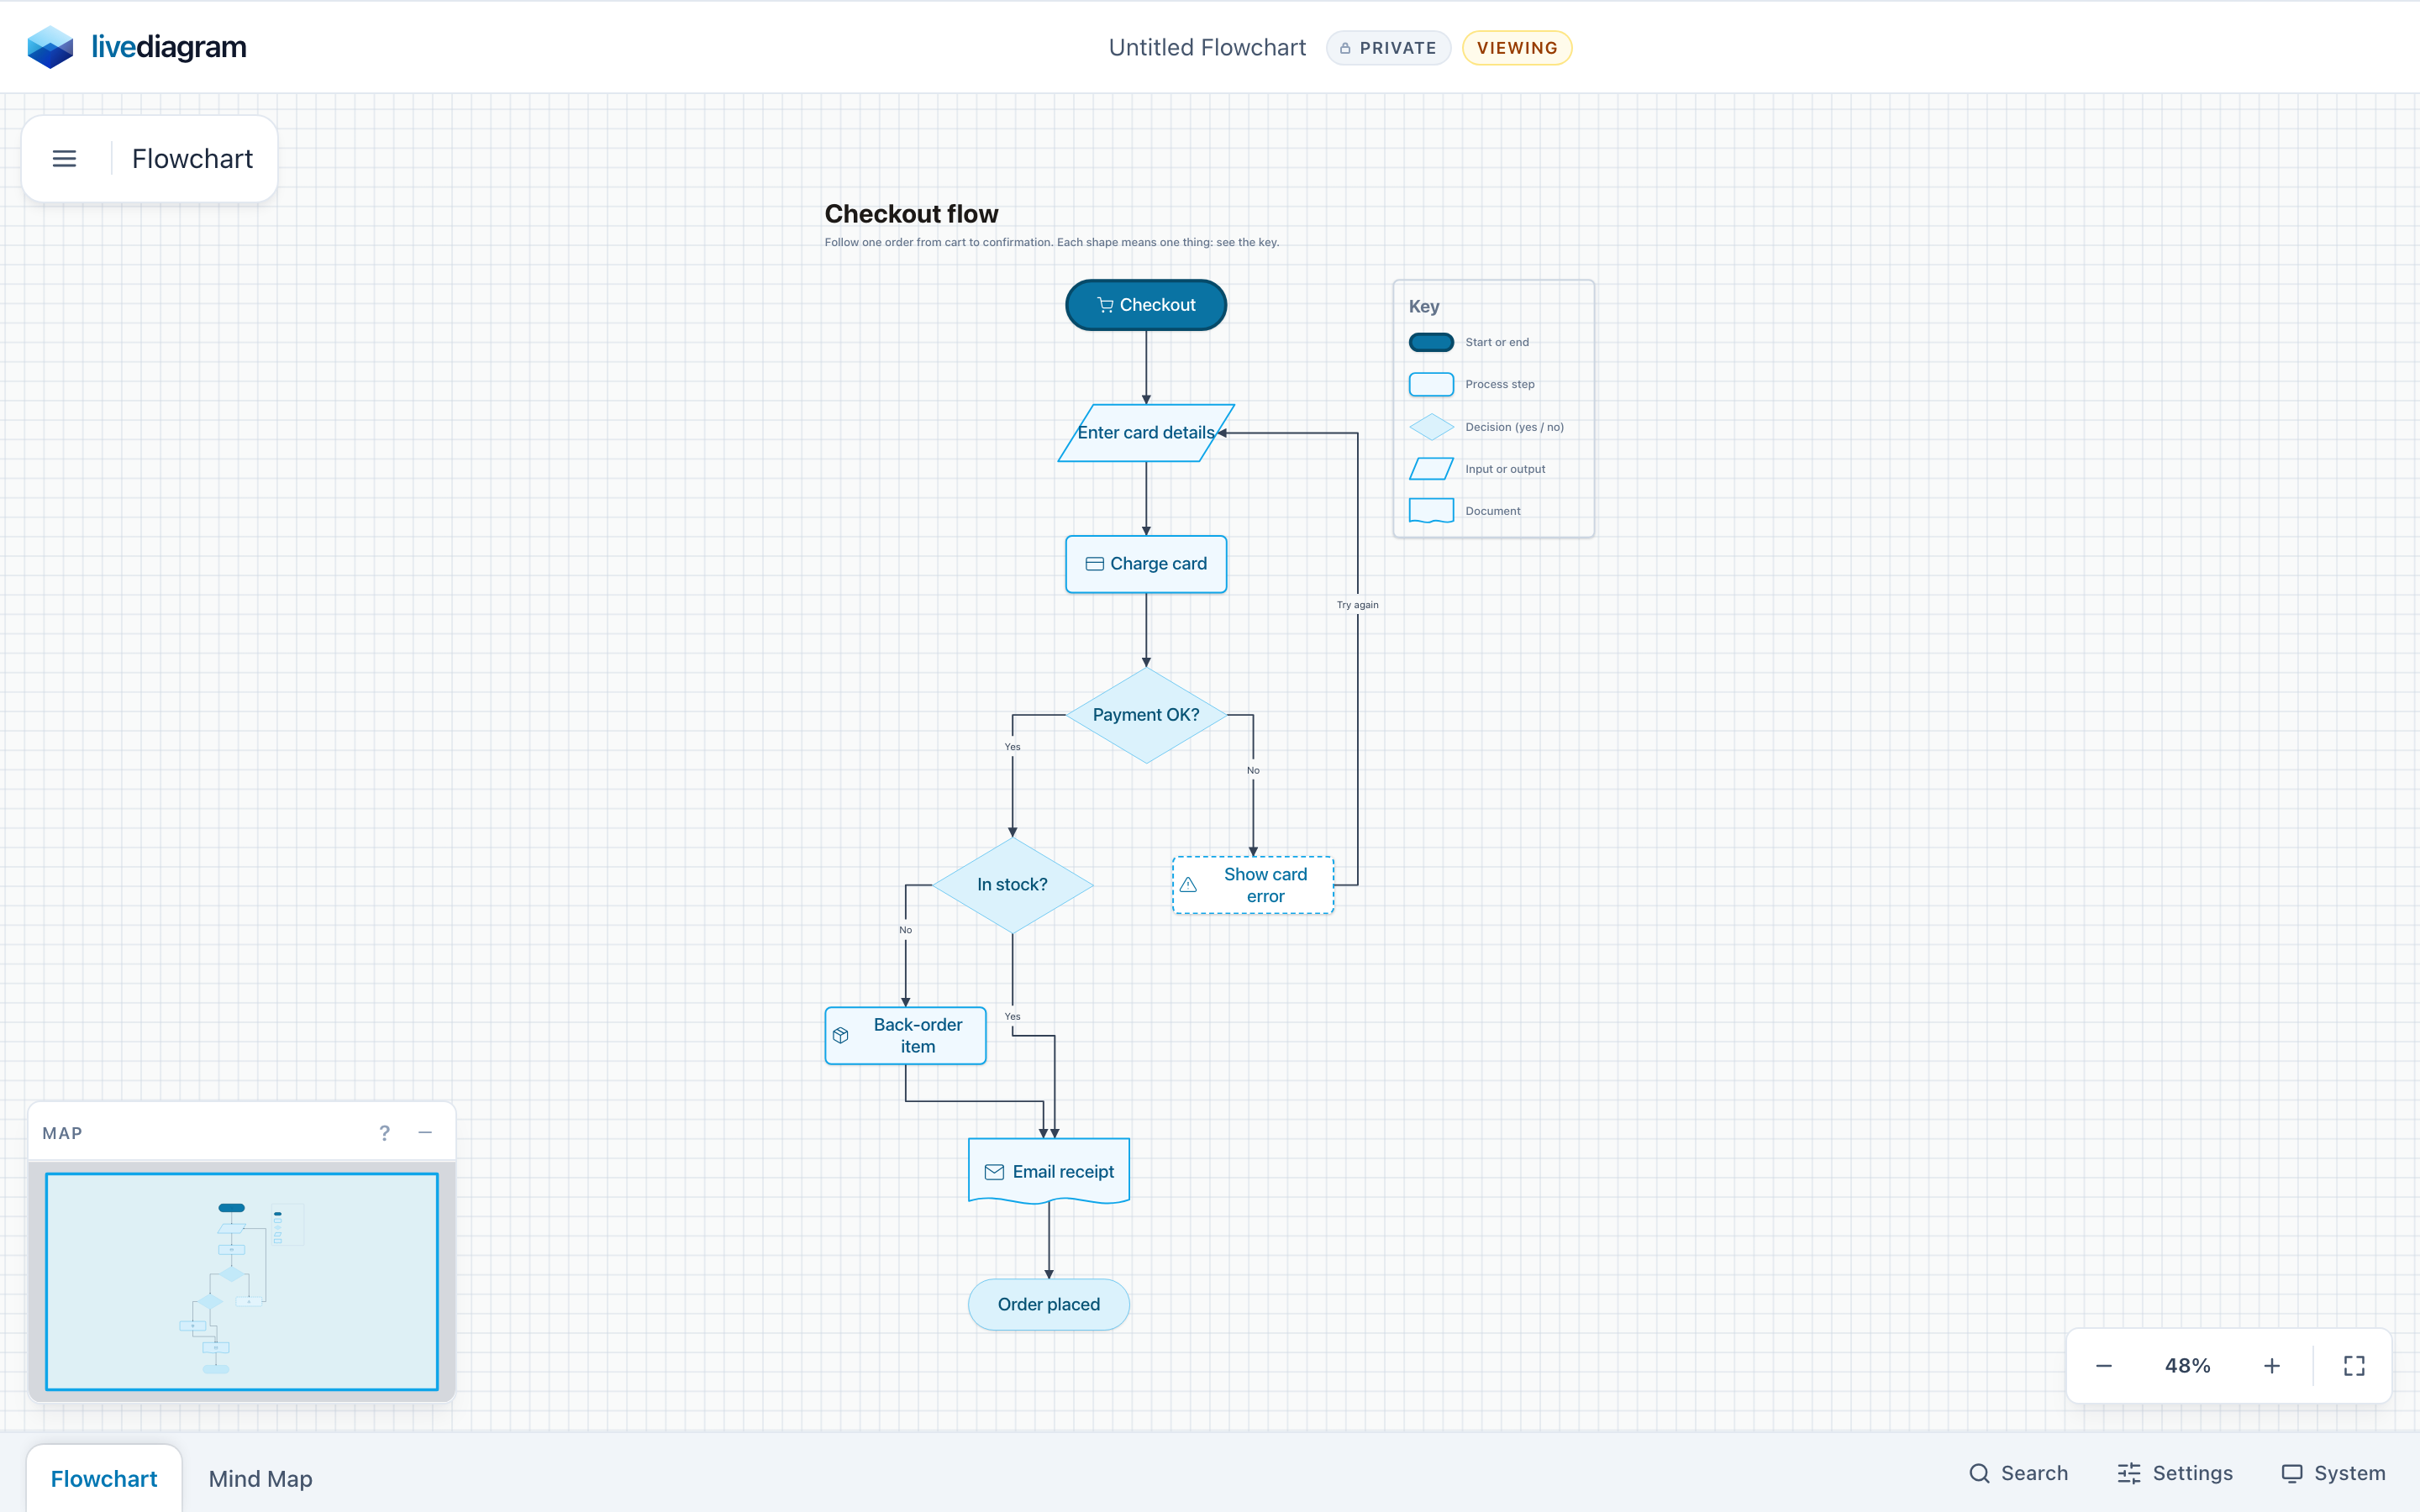 livediagram
Untitled Flowchart
PRIVATE
VIEWING
Flowchart
Checkout flow
Follow one order from cart to confirmation. Each shape means one thing: see the key.
Checkout
Key
Start or end
Process step
Decision (yes / no)
Input or output
Document
Enter card details
Charge card
Try again
Payment OK?
Yes
No
In stock?
Show card
error
No
Yes
Back-order
item
Email receipt
Order placed
MAP
?
48%
Flowchart
Mind Map
Search
Settings
System